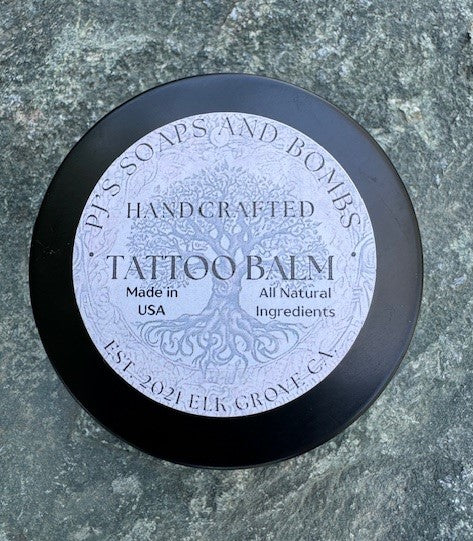 PJ'S SOAPS AND BOMBS
HANDCRAFTED
TATTOO BALM
Made in
USA
All Natural
Ingredients
EST. 2021 ELK GROVE CA.